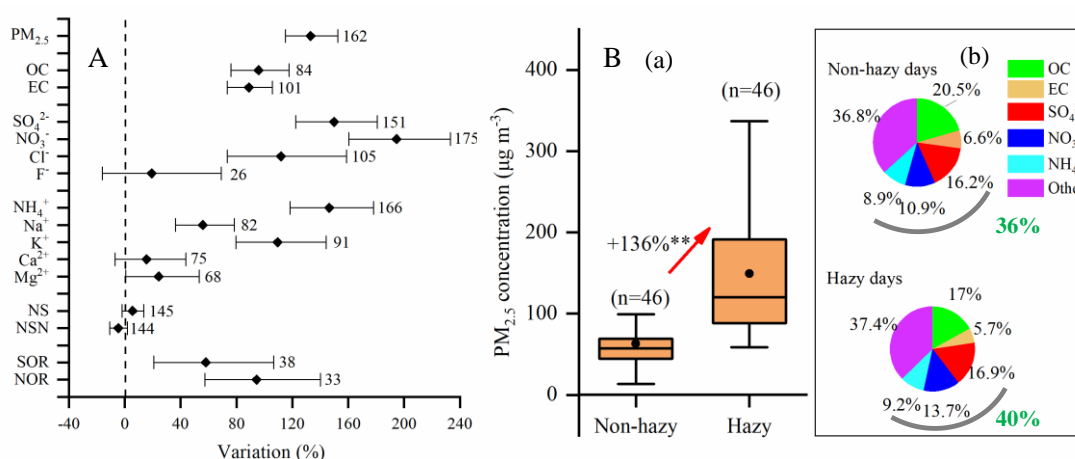 A
PM2.5
162
OC
84
EC
101
SO4 2-
151
NO3 -
175
Cl-
105
F-
26
NH4 +
166
Na+
82
K+
91
Ca2+
75
Mg2+
68
NS
145
NSN
144
SOR
38
NOR
33
-40 0 40 80 120 160 200 240
Variation (%)
B (a)
PM2.5 concentration (μg m-3)
400
300
200
100
0
(n=46)
+136%**
(n=46)
Non-hazy Hazy
(b)
Non-hazy days
20.5%
36.8%
6.6%
16.2%
8.9%
10.9%
36%
OC
EC
SO4
NO3
NH4
Othe
Hazy days
17%
37.4%
5.7%
16.9%
9.2%
13.7%
40%